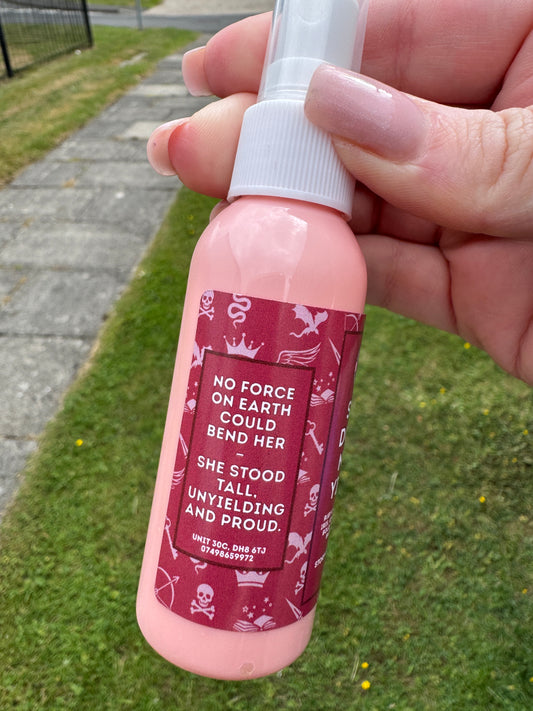 NO FORCE
ON EARTH
COULD
BEND HER
–
SHE STOOD
TALL,
UNYIELDING
AND PROUD.
UNIT 30C, DH8 6TJ
07498659972